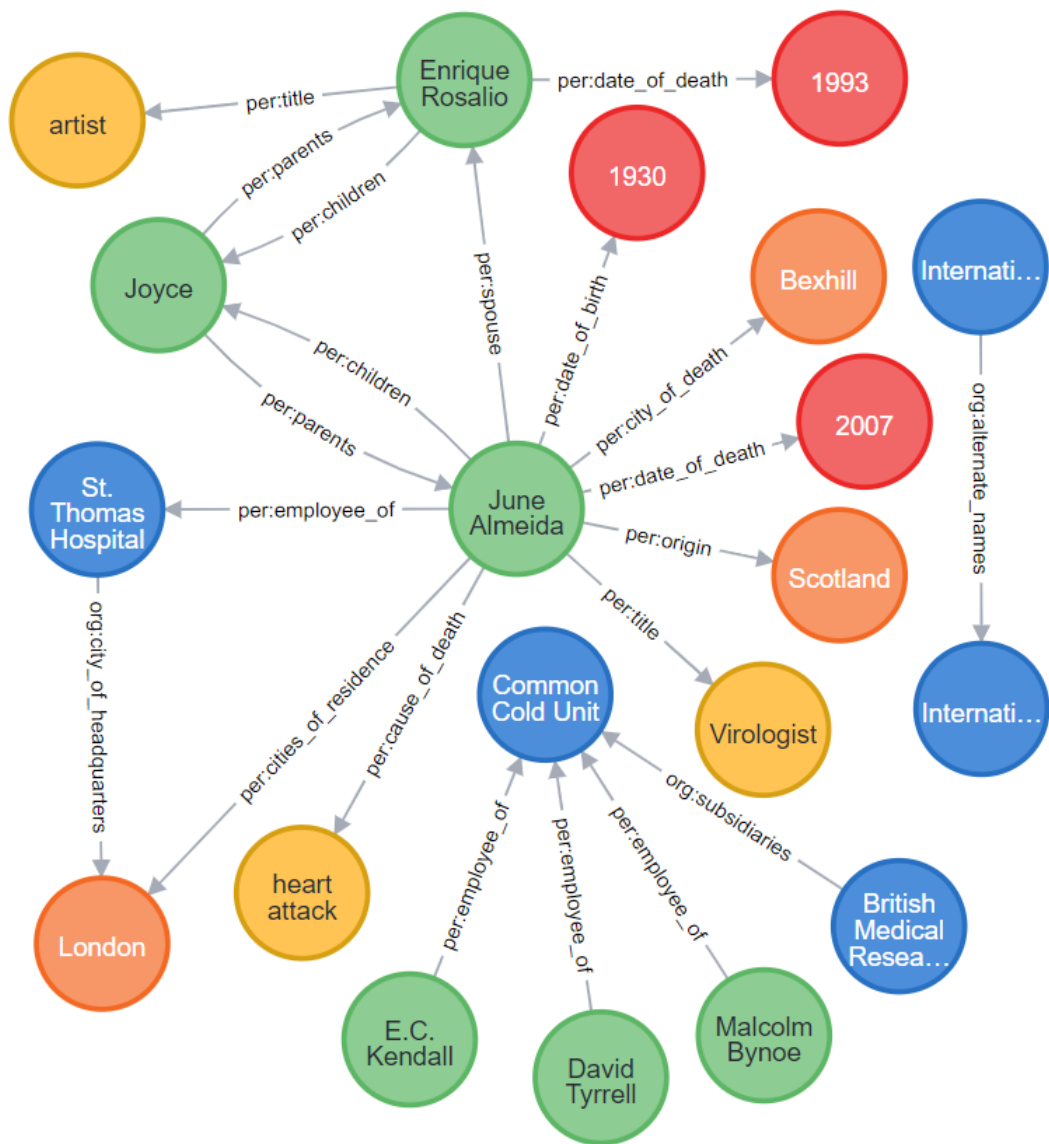 Enrique
Rosalio
per:date_of_death
1993
per:title
artist
per:parents
per:children
1930
Joyce
per:spouse
per:date_of_birth
Bexhill
Internati…
per:children
per:parents
per:city_of_death
org:alternate_names
2007
per:date_of_death
St.
Thomas
Hospital
per:employee_of
June
Almeida
per:origin
Scotland
org:city_of_headquarters
per:cities_of_residence
per:cause_of_death
per:title
Common
Cold Unit
Virologist
Internati…
org:subsidiaries
per:employee_of
per:employee_of
per:employee_of
heart
attack
London
British
Medical
Resea…
E.C.
Kendall
David
Tyrrell
Malcolm
Bynoe